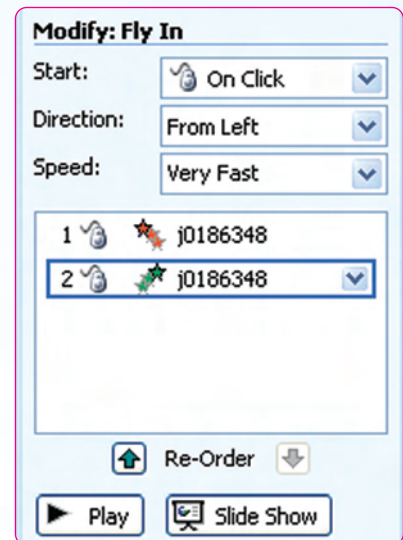 Modify: Fly In
Start: On Click
Direction: From Left
Speed: Very Fast
1 j0186348
2 j0186348
Re-Order
Play Slide Show